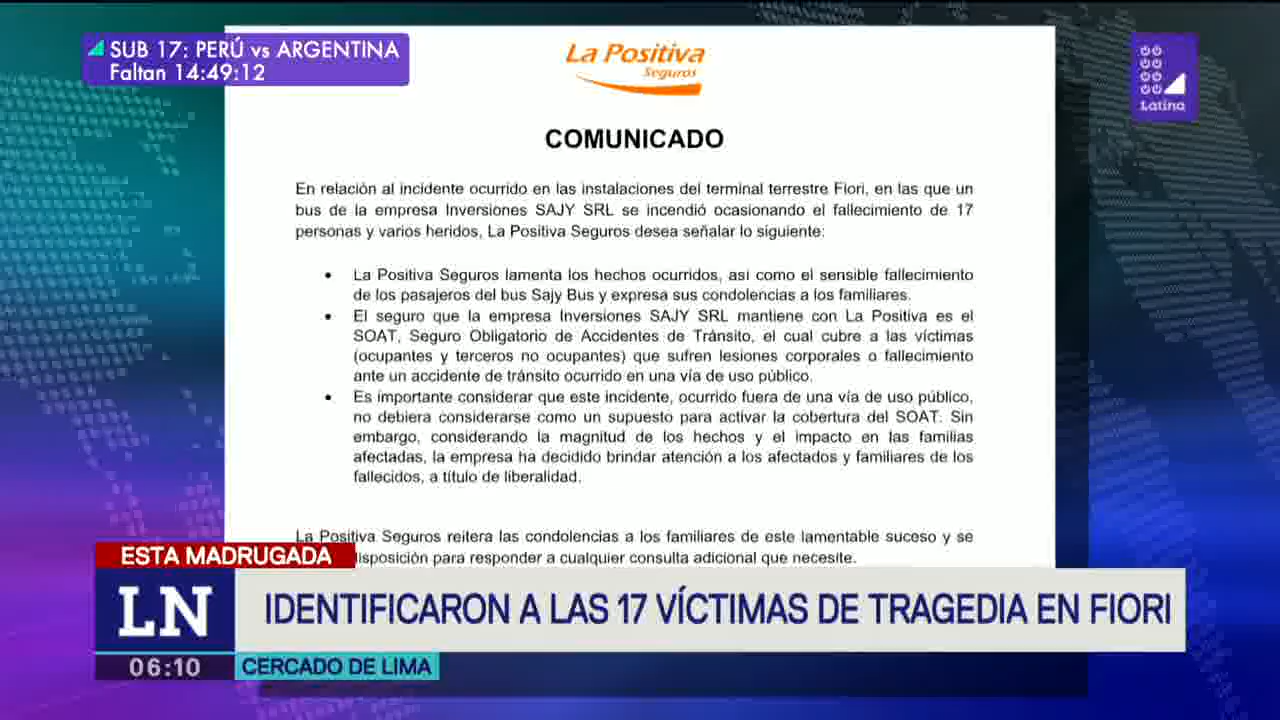 SUB 17: PERÚ vs ARGENTINA
Faltan 14:49:12
Latina
La Positiva
Seguros
COMUNICADO
En relación al incidente ocurrido en las instalaciones del terminal terrestre Fiori, en las que un
bus de la empresa Inversiones SAJY SRL se incendió ocasionando el fallecimiento de 17
personas y varios heridos, La Positiva Seguros desea señalar lo siguiente:
• La Positiva Seguros lamenta los hechos ocurridos, así como el sensible fallecimiento
de los pasajeros del bus Sajy Bus y expresa sus condolencias a los familiares.
• El seguro que la empresa Inversiones SAJY SRL mantiene con La Positiva es el
SOAT, Seguro Obligatorio de Accidentes de Tránsito, el cual cubre a las víctimas
(ocupantes y terceros no ocupantes) que sufren lesiones corporales o fallecimiento
ante un accidente de tránsito ocurrido en una vía de uso público.
• Es importante considerar que este incidente, ocurrido fuera de una vía de uso público,
no debiera considerarse como un supuesto para activar la cobertura del SOAT. Sin
embargo, considerando la magnitud de los hechos y el impacto en las familias
afectadas, la empresa ha decidido brindar atención a los afectados y familiares de los
fallecidos, a título de liberalidad.
La Positiva Seguros reitera las condolencias a los familiares de este lamentable suceso y se
disposición para responder a cualquier consulta adicional que necesite.
ESTA MADRUGADA
LN
IDENTIFICARON A LAS 17 VÍCTIMAS DE TRAGEDIA EN FIORI
06:10
CERCADO DE LIMA